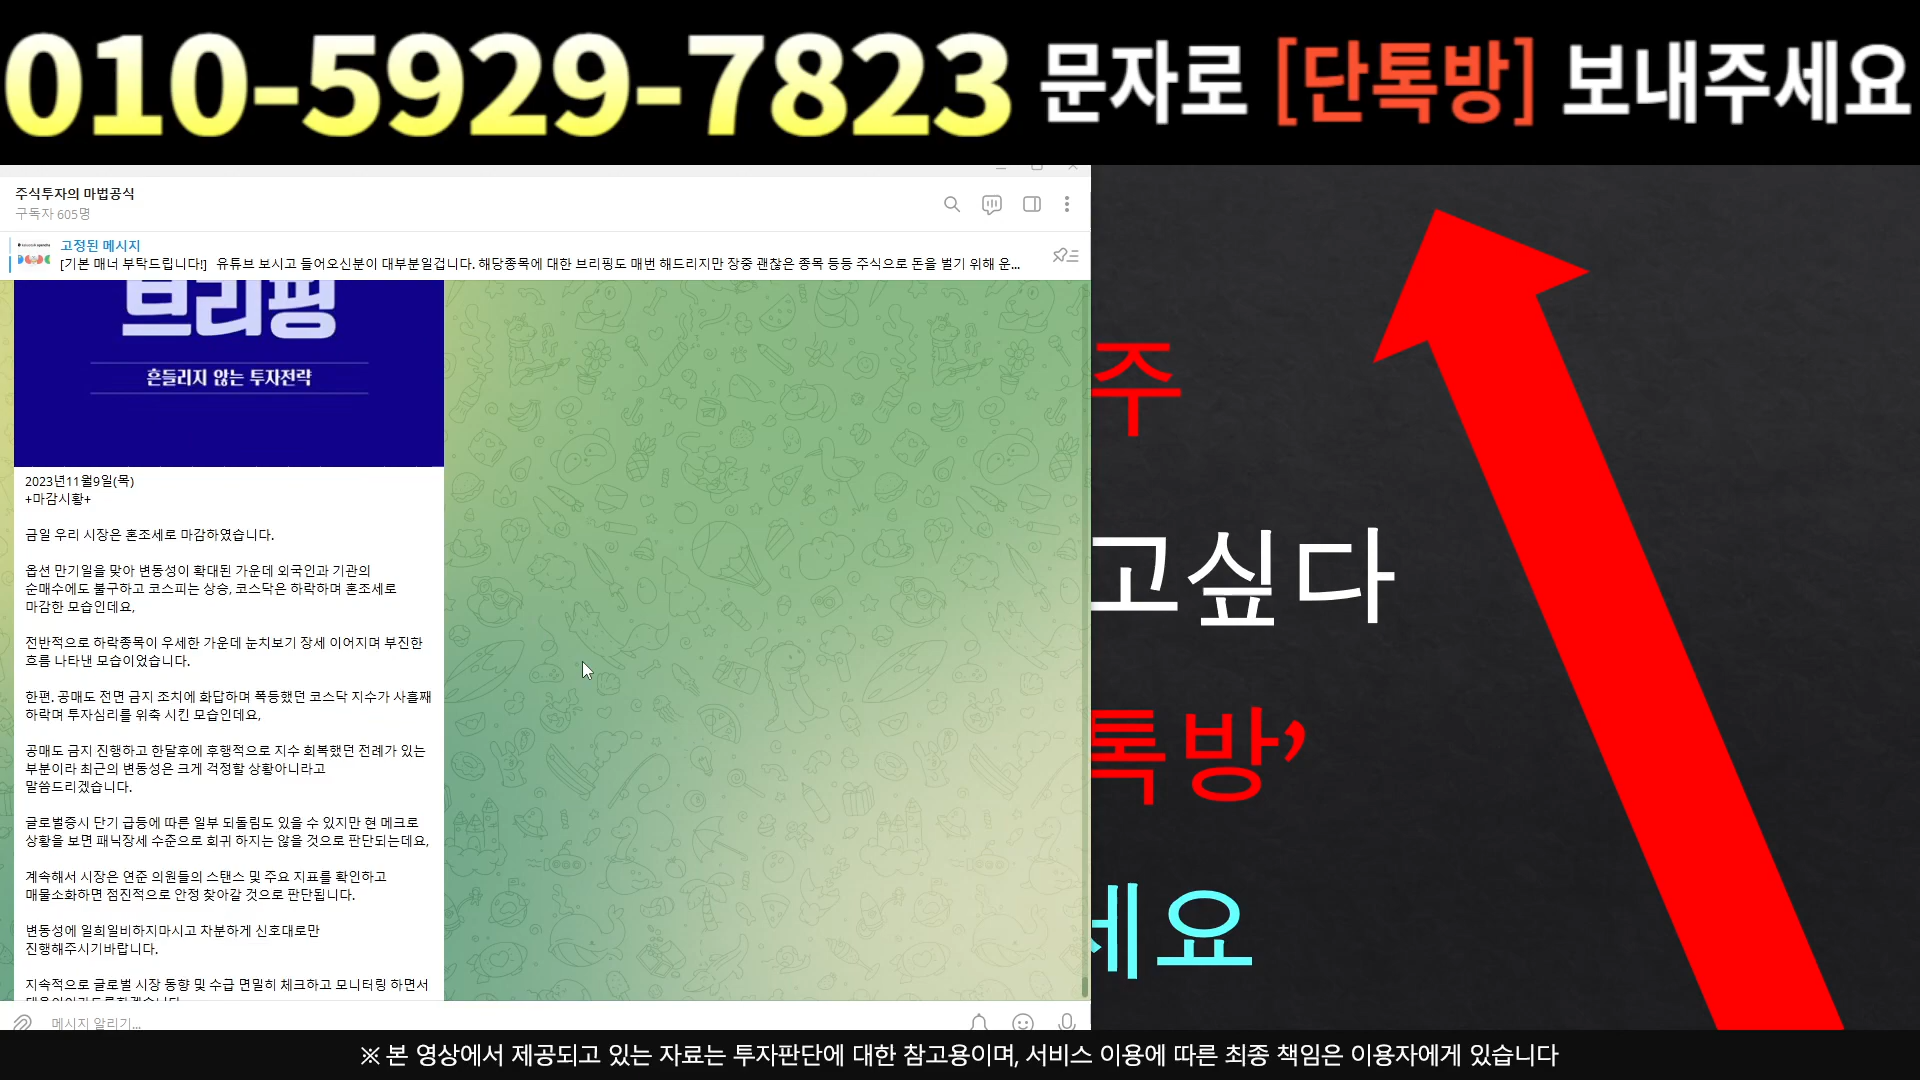 010-5929-7823 문자로 [단톡방] 보내주세요
주식투자의 마법공식
구독자 605명
고정된 메시지
[기본 매너 부탁드립니다!] 유튜브 보시고 들어오신분이 대부분일겁니다. 해당종목에 대한 브리핑도 매번 해드리지만 장중 괜찮은 종목 등등 주식으로 돈을 벌기 위해 운...
브리핑
흔들리지 않는 투자전략
2023년11월9일(목)
+마감시황+
금일 우리 시장은 혼조세로 마감하였습니다.
옵션 만기일을 맞아 변동성이 확대된 가운데 외국인과 기관의
순매수에도 불구하고 코스피는 상승, 코스닥은 하락하며 혼조세로
마감한 모습인데요,
전반적으로 하락종목이 우세한 가운데 눈치보기 장세 이어지며 부진한
흐름 나타낸 모습이었습니다.
한편. 공매도 전면 금지 조치에 화답하며 폭등했던 코스닥 지수가 사흘째
하락며 투자심리를 위축 시킨 모습인데요,
공매도 금지 진행하고 한달후에 후행적으로 지수 회복했던 전례가 있는
부분이라 최근의 변동성은 크게 걱정할 상황아니라고
말씀드리겠습니다.
글로벌증시 단기 급등에 따른 일부 되돌림도 있을 수 있지만 현 메크로
상황을 보면 패닉장세 수준으로 회귀 하지는 않을 것으로 판단되는데요,
계속해서 시장은 연준 의원들의 스탠스 및 주요 지표를 확인하고
매물소화하면 점진적으로 안정 찾아갈 것으로 판단됩니다.
변동성에 일희일비하지마시고 차분하게 신호대로만
진행해주시기바랍니다.
지속적으로 글로벌 시장 동향 및 수급 면밀히 체크하고 모니터링 하면서
메시지 알리기...
주
고싶다
톡방’
세요
※ 본 영상에서 제공되고 있는 자료는 투자판단에 대한 참고용이며, 서비스 이용에 따른 최종 책임은 이용자에게 있습니다